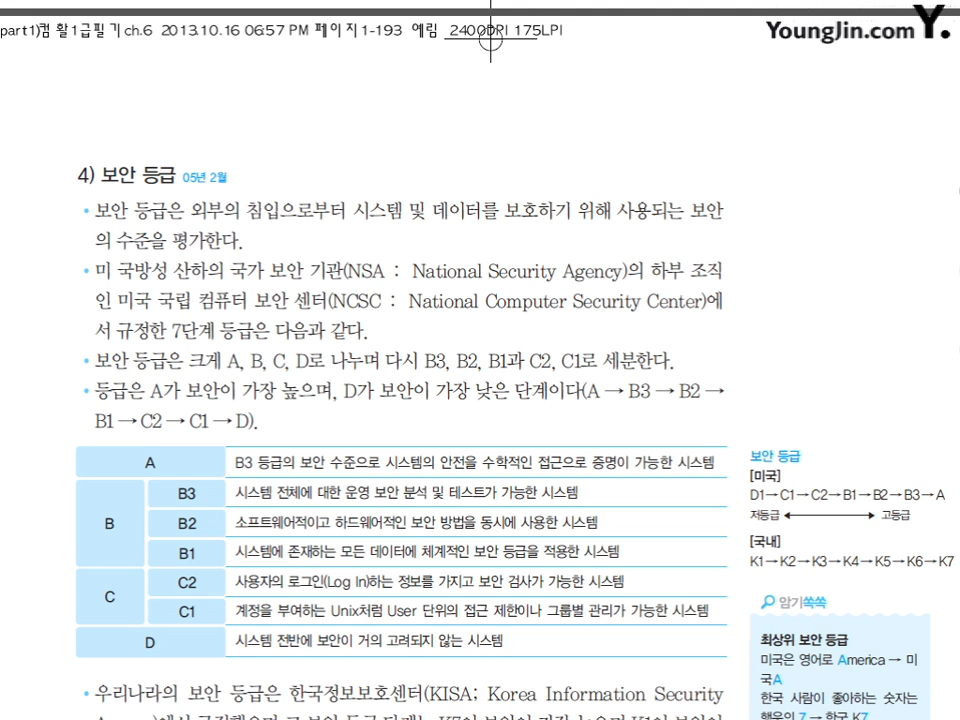 part1)컴활1급필기ch.6 2013.10.16 06:57 PM 페이지1-193 예림 2400DPI 175LPI
YoungJin.com Y.
4) 보안 등급 05년 2월
• 보안 등급은 외부의 침입으로부터 시스템 및 데이터를 보호하기 위해 사용되는 보안
의 수준을 평가한다.
• 미 국방성 산하의 국가 보안 기관(NSA : National Security Agency)의 하부 조직
인 미국 국립 컴퓨터 보안 센터(NCSC : National Computer Security Center)에
서 규정한 7단계 등급은 다음과 같다.
• 보안 등급은 크게 A, B, C, D로 나누며 다시 B3, B2, B1과 C2, C1로 세분한다.
• 등급은 A가 보안이 가장 높으며, D가 보안이 가장 낮은 단계이다(A → B3 → B2 →
B1 → C2 → C1 → D).
A B3 등급의 보안 수준으로 시스템의 안전을 수학적인 접근으로 증명이 가능한 시스템
B
B3 시스템 전체에 대한 운영 보안 분석 및 테스트가 가능한 시스템
B2 소프트웨어적이고 하드웨어적인 보안 방법을 동시에 사용한 시스템
B1 시스템에 존재하는 모든 데이터에 체계적인 보안 등급을 적용한 시스템
C
C2 사용자의 로그인(Log In)하는 정보를 가지고 보안 검사가 가능한 시스템
C1 계정을 부여하는 Unix처럼 User 단위의 접근 제한이나 그룹별 관리가 가능한 시스템
D 시스템 전반에 보안이 거의 고려되지 않는 시스템
보안 등급
[미국]
D1→C1→C2→B1→B2→B3→A
저등급 ↔ 고등급
[국내]
K1→K2→K3→K4→K5→K6→K7
암기쏙쏙
최상위 보안 등급
미국은 영어로 America → 미
국A
한국 사람이 좋아하는 숫자는
행운의 7 → 한국 K7
• 우리나라의 보안 등급은 한국정보보호센터(KISA; Korea Information Security